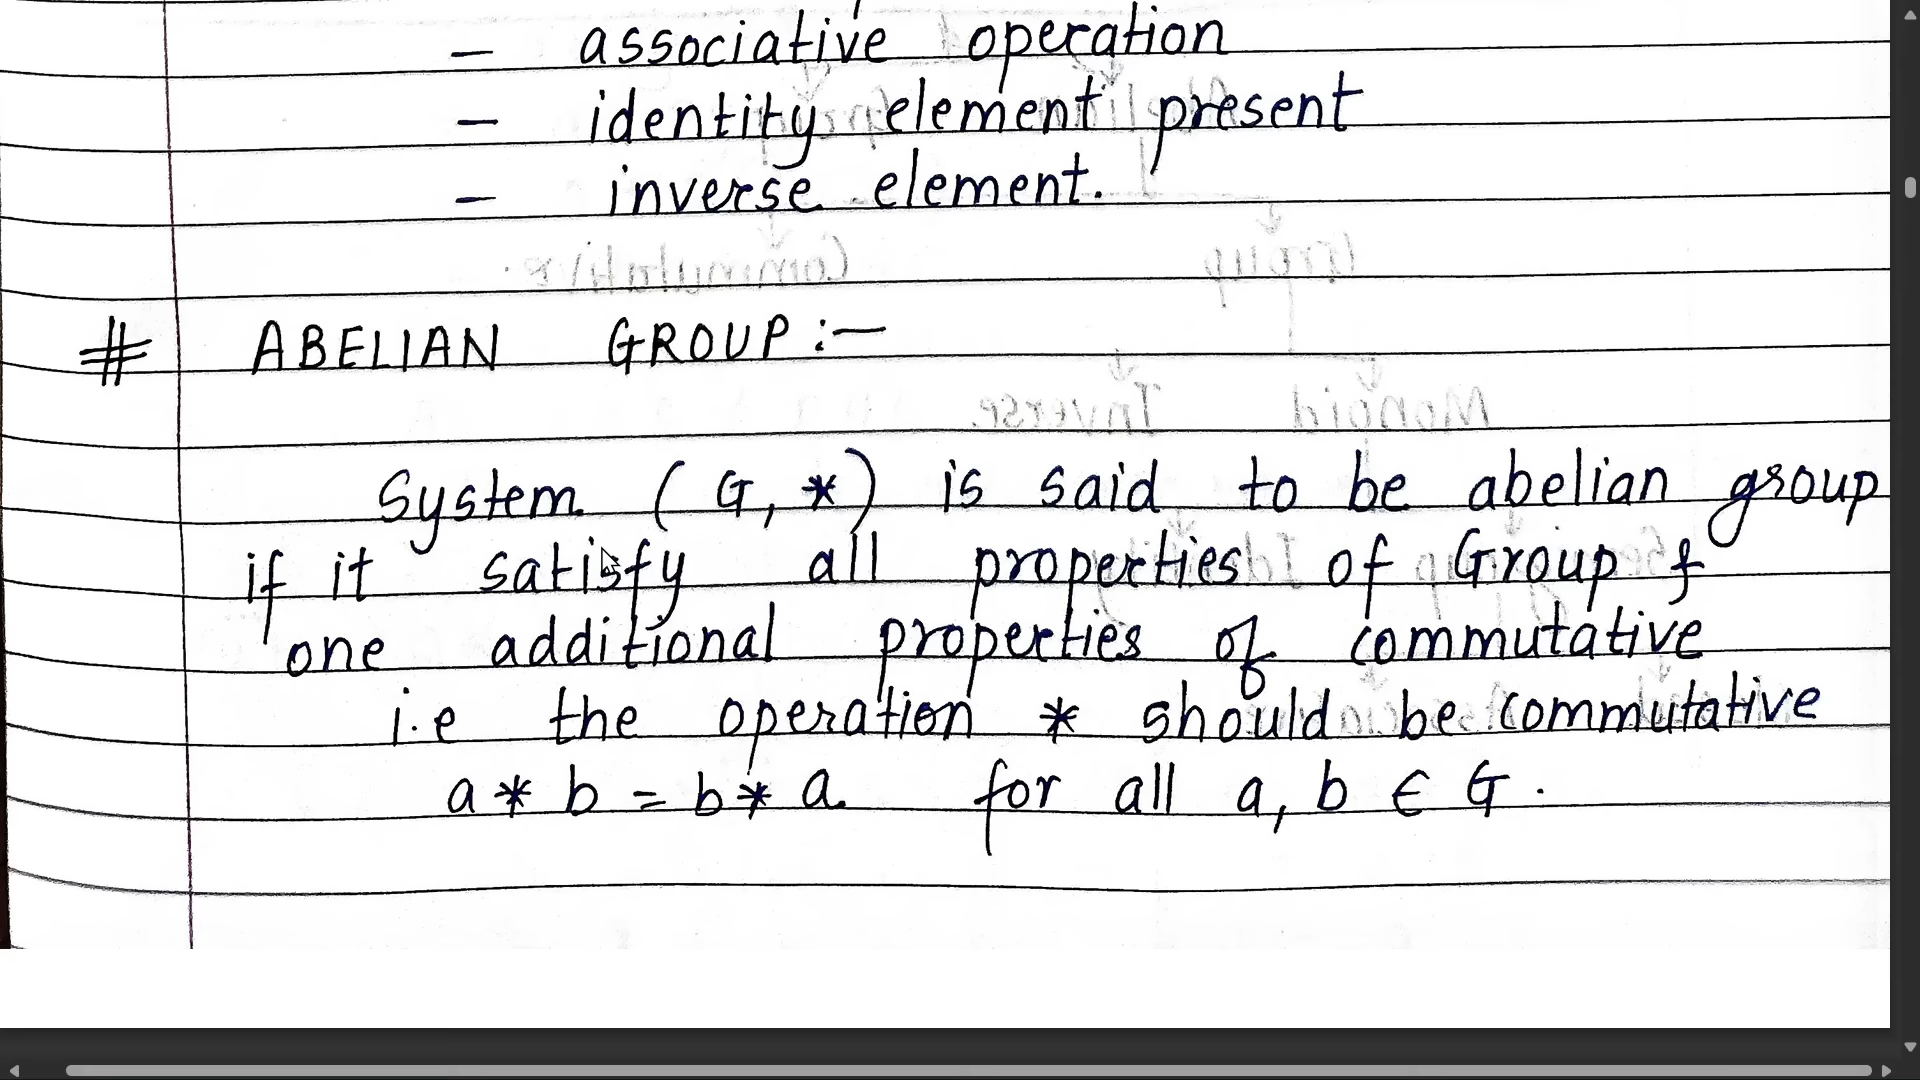 – associative operation
– identity element present
– inverse element.
# ABELIAN GROUP :–
System (G, *) is said to be abelian group
if it satisfy all properties of Group &
one additional properties of commutative
i.e the operation * should be commutative
a * b = b * a for all a, b ∈ G.